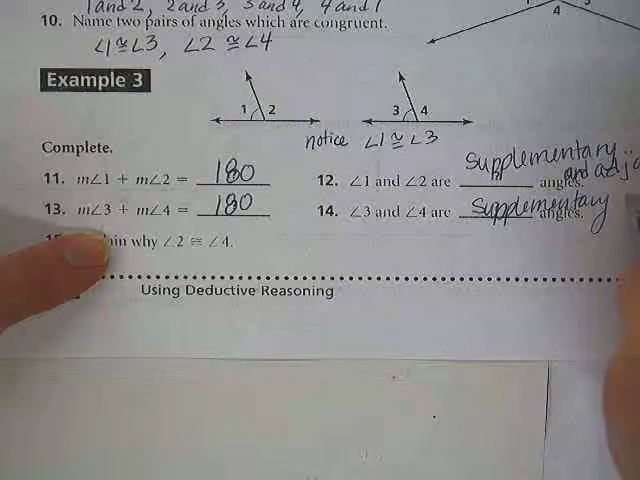 1 and 2, 2 and 3, 3 and 4, 4 and 1
10. Name two pairs of angles which are congruent.
∠1 ≅ ∠3, ∠2 ≅ ∠4
4
Example 3
1 2
3 4
notice ∠1 ≅ ∠3
Complete.
supplementary
and adj
11. m∠1 + m∠2 = 180
12. ∠1 and ∠2 are angles.
13. m∠3 + m∠4 = 180
14. ∠3 and ∠4 are supplementary angles.
why ∠2 ≅ ∠4.
Using Deductive Reasoning